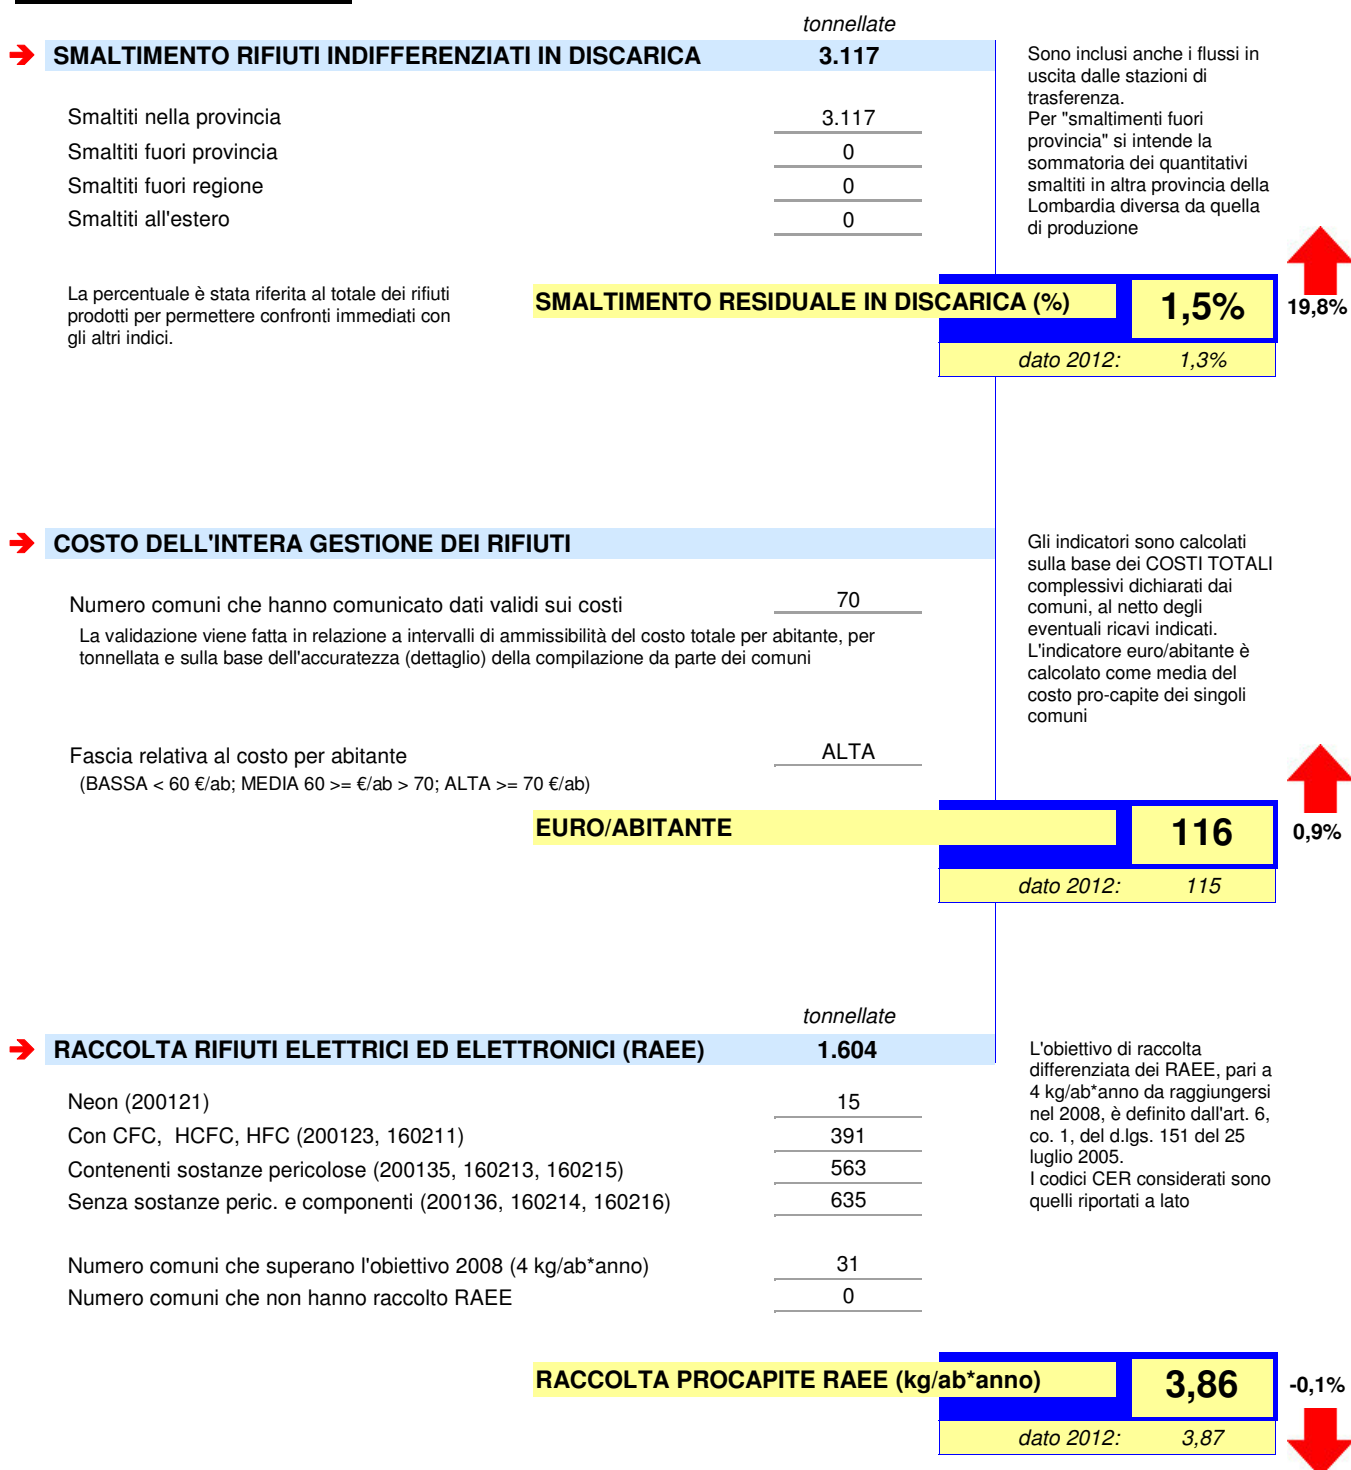 tonnellate
SMALTIMENTO RIFIUTI INDIFFERENZIATI IN DISCARICA 3.117
Smaltiti nella provincia 3.117
Smaltiti fuori provincia 0
Smaltiti fuori regione 0
Smaltiti all'estero 0
Sono inclusi anche i flussi in
uscita dalle stazioni di
trasferenza.
Per "smaltimenti fuori
provincia" si intende la
sommatoria dei quantitativi
smaltiti in altra provincia della
Lombardia diversa da quella
di produzione
La percentuale è stata riferita al totale dei rifiuti
prodotti per permettere confronti immediati con
gli altri indici.
SMALTIMENTO RESIDUALE IN DISCARICA (%) 1,5% 19,8%
dato 2012: 1,3%
COSTO DELL'INTERA GESTIONE DEI RIFIUTI
Numero comuni che hanno comunicato dati validi sui costi 70
La validazione viene fatta in relazione a intervalli di ammissibilità del costo totale per abitante, per
tonnellata e sulla base dell'accuratezza (dettaglio) della compilazione da parte dei comuni
Gli indicatori sono calcolati
sulla base dei COSTI TOTALI
complessivi dichiarati dai
comuni, al netto degli
eventuali ricavi indicati.
L'indicatore euro/abitante è
calcolato come media del
costo pro-capite dei singoli
comuni
Fascia relativa al costo per abitante ALTA
(BASSA < 60 €/ab; MEDIA 60 >= €/ab > 70; ALTA >= 70 €/ab)
EURO/ABITANTE 116 0,9%
dato 2012: 115
tonnellate
RACCOLTA RIFIUTI ELETTRICI ED ELETTRONICI (RAEE) 1.604
Neon (200121) 15
Con CFC, HCFC, HFC (200123, 160211) 391
Contenenti sostanze pericolose (200135, 160213, 160215) 563
Senza sostanze peric. e componenti (200136, 160214, 160216) 635
L'obiettivo di raccolta
differenziata dei RAEE, pari a
4 kg/ab*anno da raggiungersi
nel 2008, è definito dall'art. 6,
co. 1, del d.lgs. 151 del 25
luglio 2005.
I codici CER considerati sono
quelli riportati a lato
Numero comuni che superano l'obiettivo 2008 (4 kg/ab*anno) 31
Numero comuni che non hanno raccolto RAEE 0
RACCOLTA PROCAPITE RAEE (kg/ab*anno) 3,86 -0,1%
dato 2012: 3,87